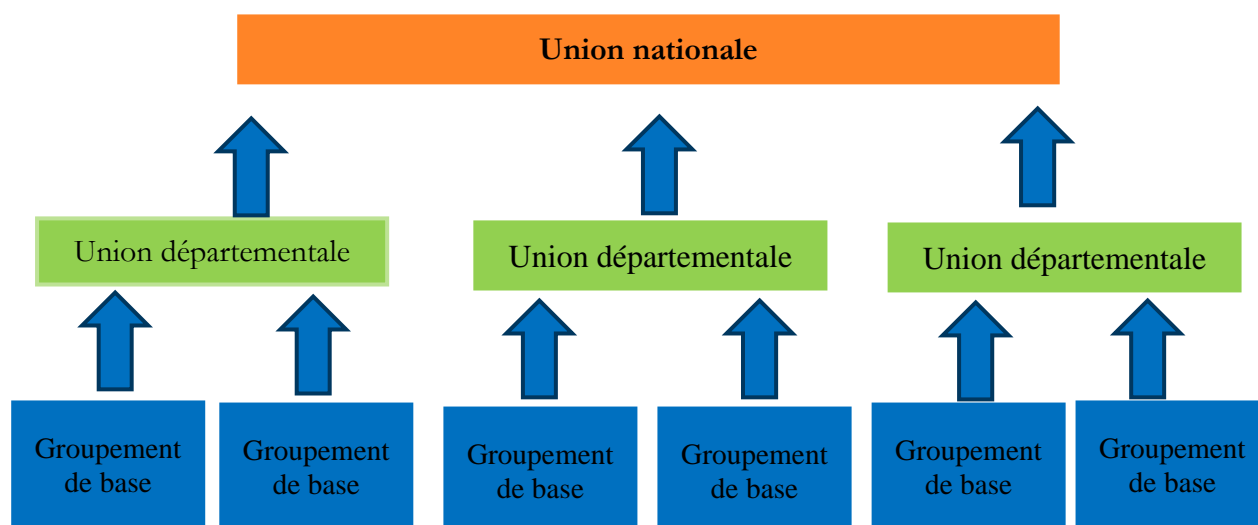 Union nationale
Union départementale
Union départementale
Union départementale
Groupement
de base
Groupement
de base
Groupement
de base
Groupement
de base
Groupement
de base
Groupement
de base